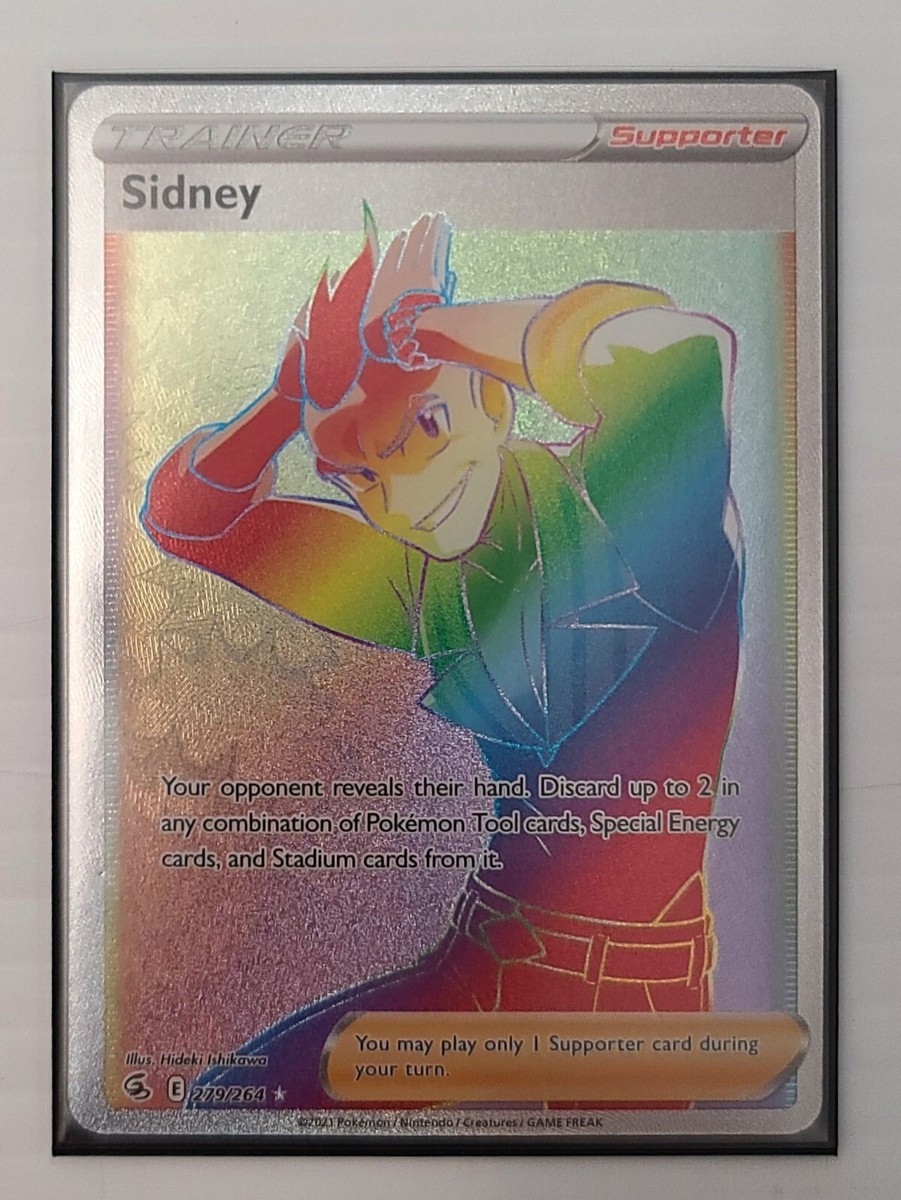 TRAINER
Supporter
Sidney
Your opponent reveals their hand. Discard up to 2 in
any combination of Pokémon Tool cards, Special Energy
cards, and Stadium cards from it.
You may play only 1 Supporter card during
your turn.
Illus. Hideki Ishikawa
E 279/264
©2021 Pokémon / Nintendo / Creatures / GAME FREAK